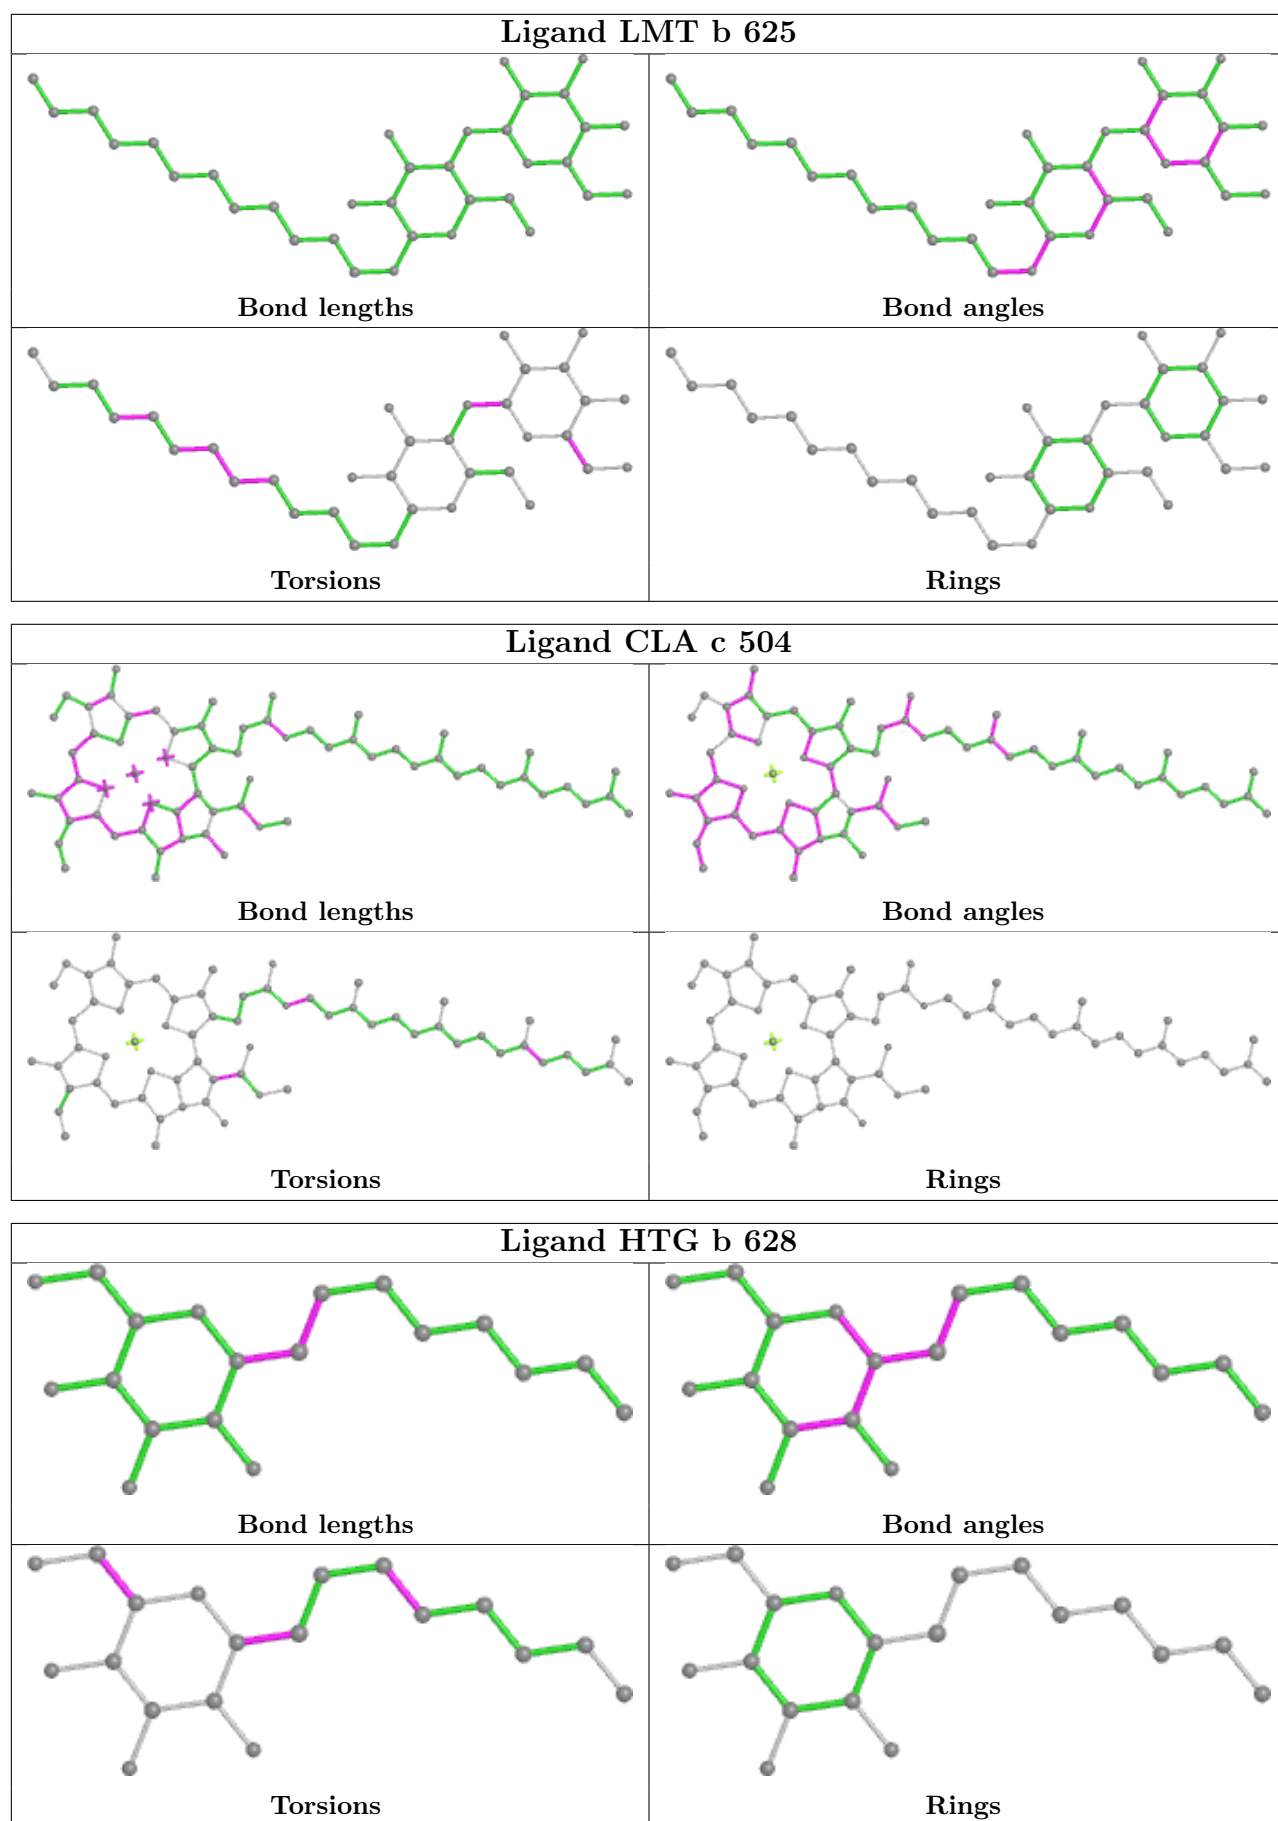 Ligand LMT b 625
Bond lengths
Bond angles
Torsions
Rings
Ligand CLA c 504
Bond lengths
Bond angles
Torsions
Rings
Ligand HTG b 628
Bond lengths
Bond angles
Torsions
Rings